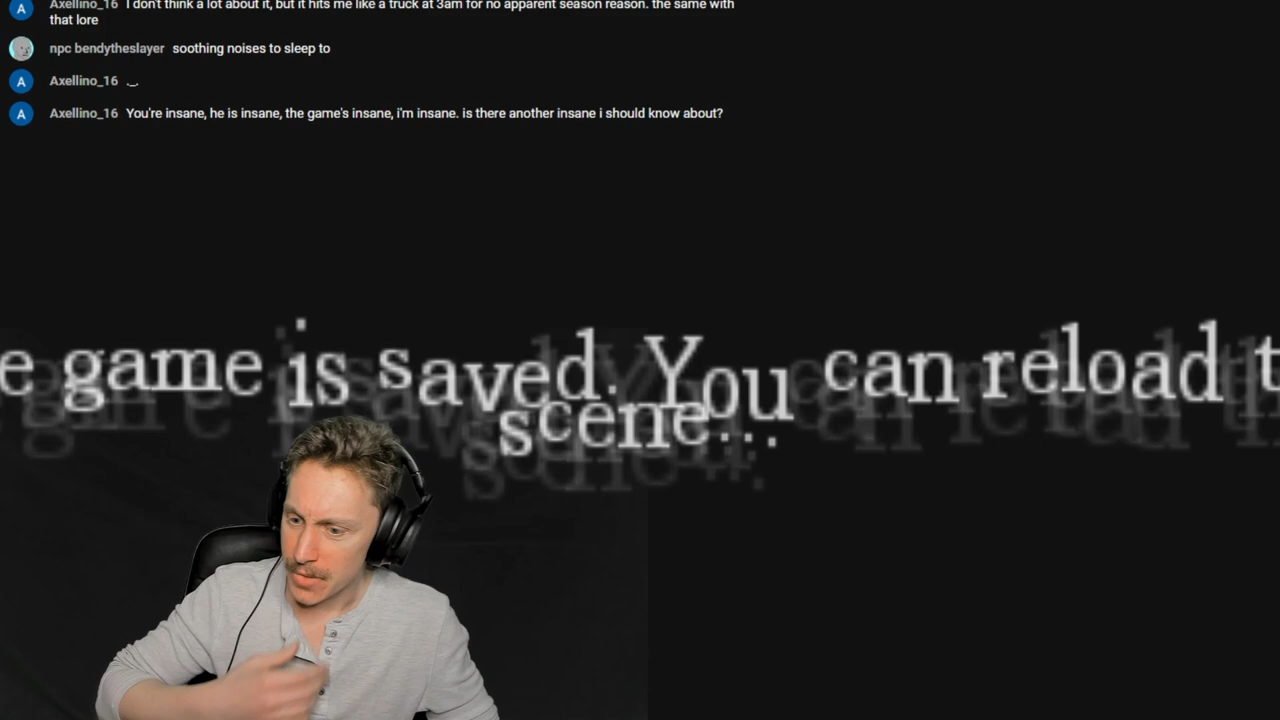 Axellino_16 I don't think a lot about it, but it hits me like a truck at 3am for no apparent season reason. the same with
that lore
npc bendytheslayer soothing noises to sleep to
Axellino_16 ._.
Axellino_16 You're insane, he is insane, the game's insane, i'm insane. is there another insane i should know about?
e game is saved. You can reload t
scene...